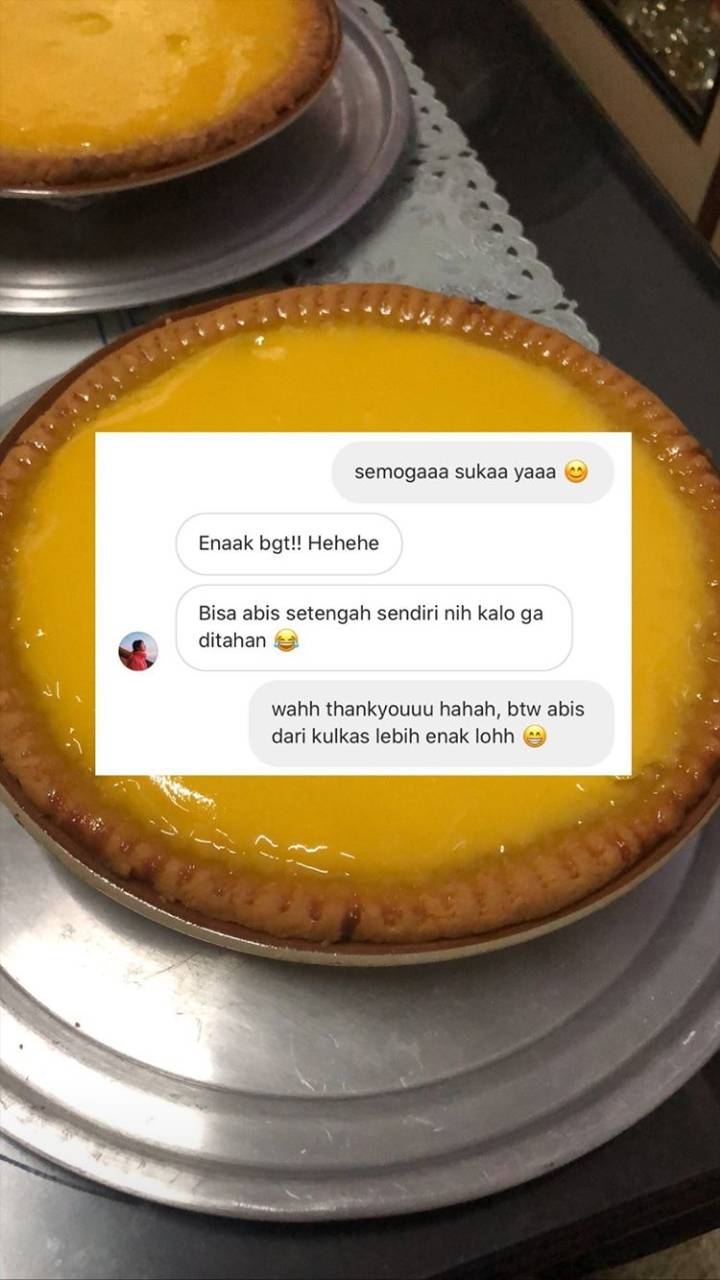 semogaaa sukaa yaaa 😊
Enaak bgt!! Hehehe
Bisa abis setengah sendiri nih kalo ga
ditahan 😂
wahh thankyouuu hahah, btw abis
dari kulkas lebih enak lohh 😁